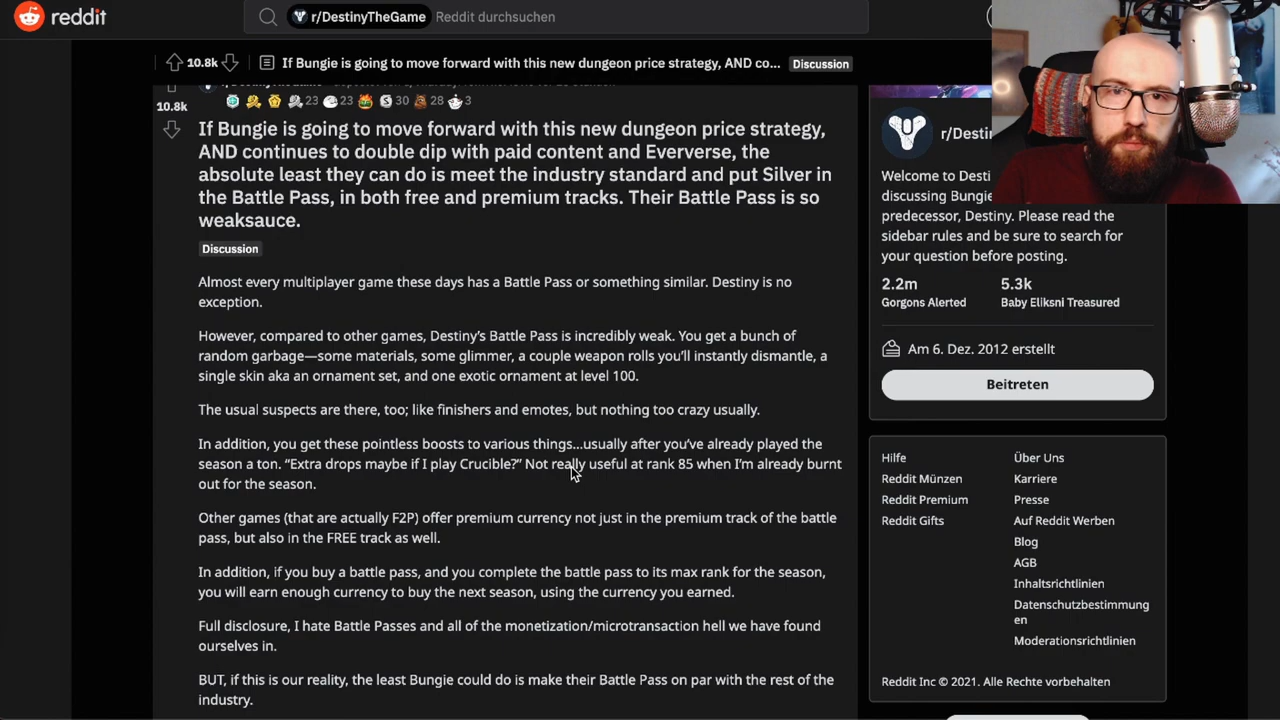 reddit
r/DestinyTheGame
Reddit durchsuchen
10.8k
If Bungie is going to move forward with this new dungeon price strategy, AND co...
Discussion
23
23
30
28
3
10.8k
If Bungie is going to move forward with this new dungeon price strategy,
AND continues to double dip with paid content and Eververse, the
absolute least they can do is meet the industry standard and put Silver in
the Battle Pass, in both free and premium tracks. Their Battle Pass is so
weaksauce.
Discussion
Almost every multiplayer game these days has a Battle Pass or something similar. Destiny is no
exception.
However, compared to other games, Destiny’s Battle Pass is incredibly weak. You get a bunch of
random garbage—some materials, some glimmer, a couple weapon rolls you’ll instantly dismantle, a
single skin aka an ornament set, and one exotic ornament at level 100.
The usual suspects are there, too; like finishers and emotes, but nothing too crazy usually.
In addition, you get these pointless boosts to various things...usually after you’ve already played the
season a ton. “Extra drops maybe if I play Crucible?” Not really useful at rank 85 when I’m already burnt
out for the season.
Other games (that are actually F2P) offer premium currency not just in the premium track of the battle
pass, but also in the FREE track as well.
In addition, if you buy a battle pass, and you complete the battle pass to its max rank for the season,
you will earn enough currency to buy the next season, using the currency you earned.
Full disclosure, I hate Battle Passes and all of the monetization/microtransaction hell we have found
ourselves in.
BUT, if this is our reality, the least Bungie could do is make their Battle Pass on par with the rest of the
industry.
r/Destin
Welcome to Desti
discussing Bungie
predecessor, Destiny. Please read the
sidebar rules and be sure to search for
your question before posting.
2.2m
5.3k
Gorgons Alerted
Baby Eliksni Treasured
Am 6. Dez. 2012 erstellt
Beitreten
Hilfe
Über Uns
Reddit Münzen
Karriere
Reddit Premium
Presse
Reddit Gifts
Auf Reddit Werben
Blog
AGB
Inhaltsrichtlinien
Datenschutzbestimmung
en
Moderationsrichtlinien
Reddit Inc © 2021. Alle Rechte vorbehalten